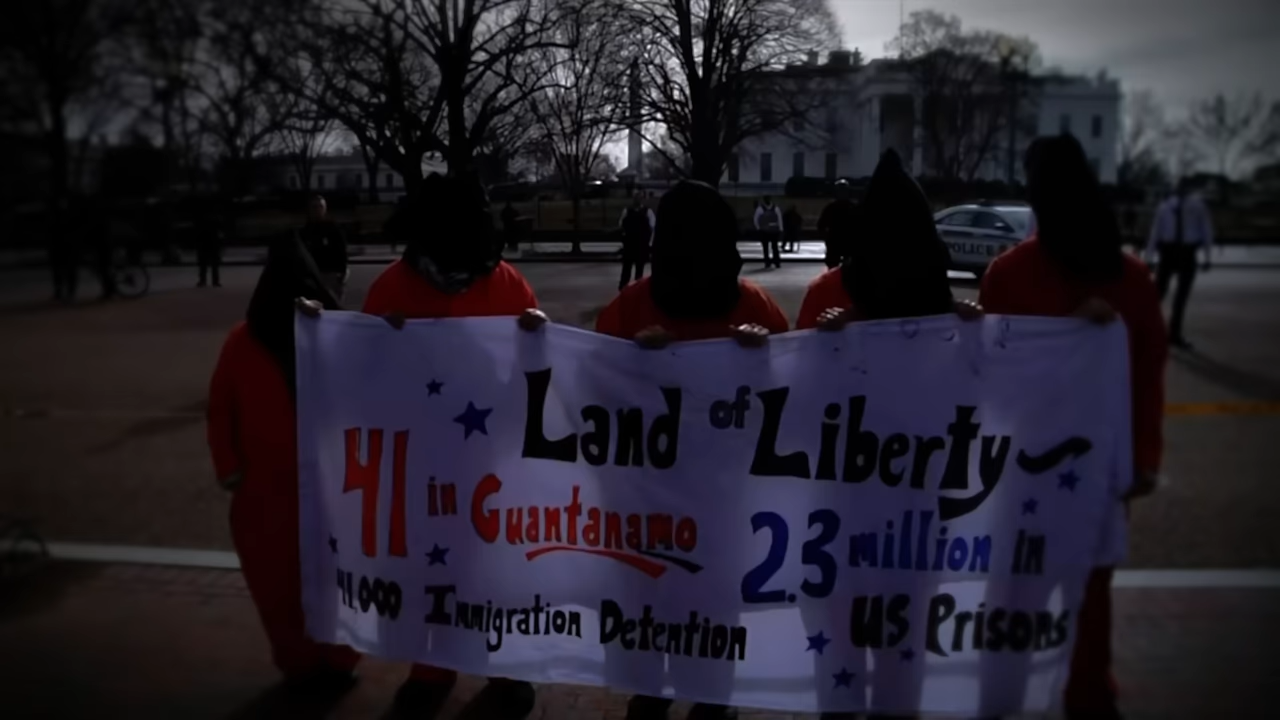 Land of Liberty~
41 in Guantanamo
2.3 million in
41,000 Immigration Detention
US Prisons
POLICE